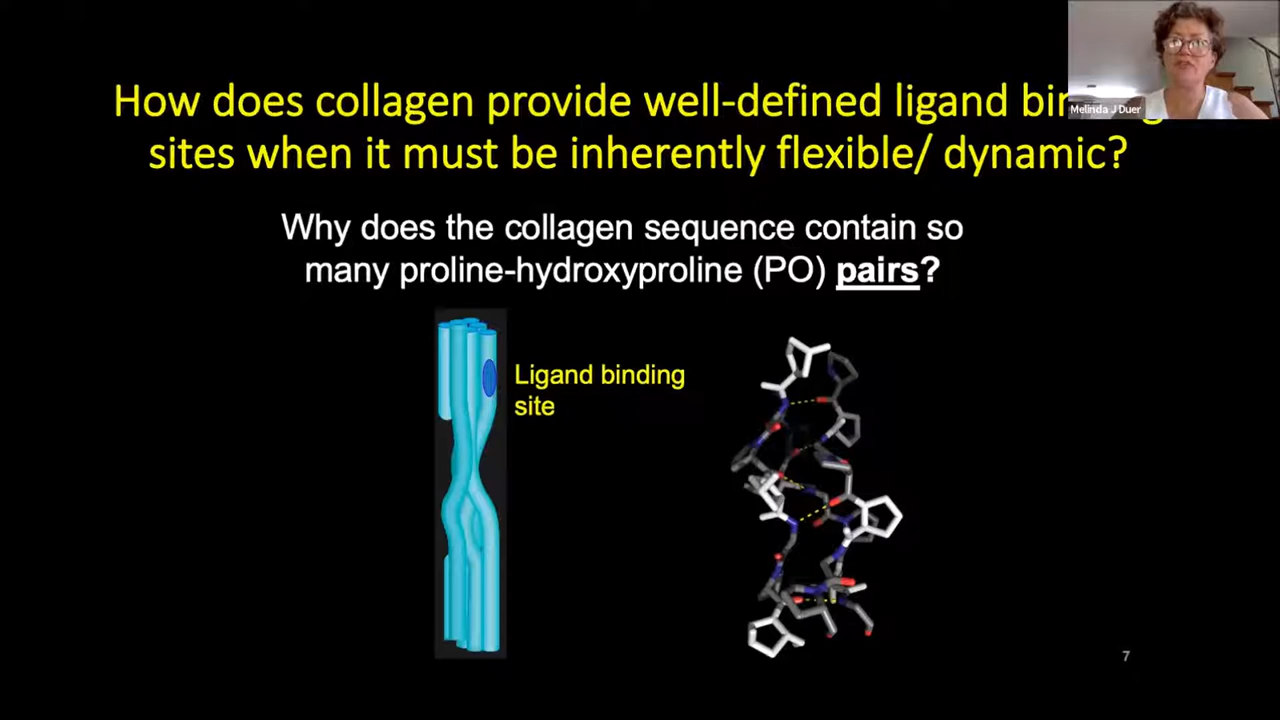 How does collagen provide well-defined ligand
sites when it must be inherently flexible/ dynamic?
Melinda J Duer
Why does the collagen sequence contain so
many proline-hydroxyproline (PO) pairs?
Ligand binding
site
7